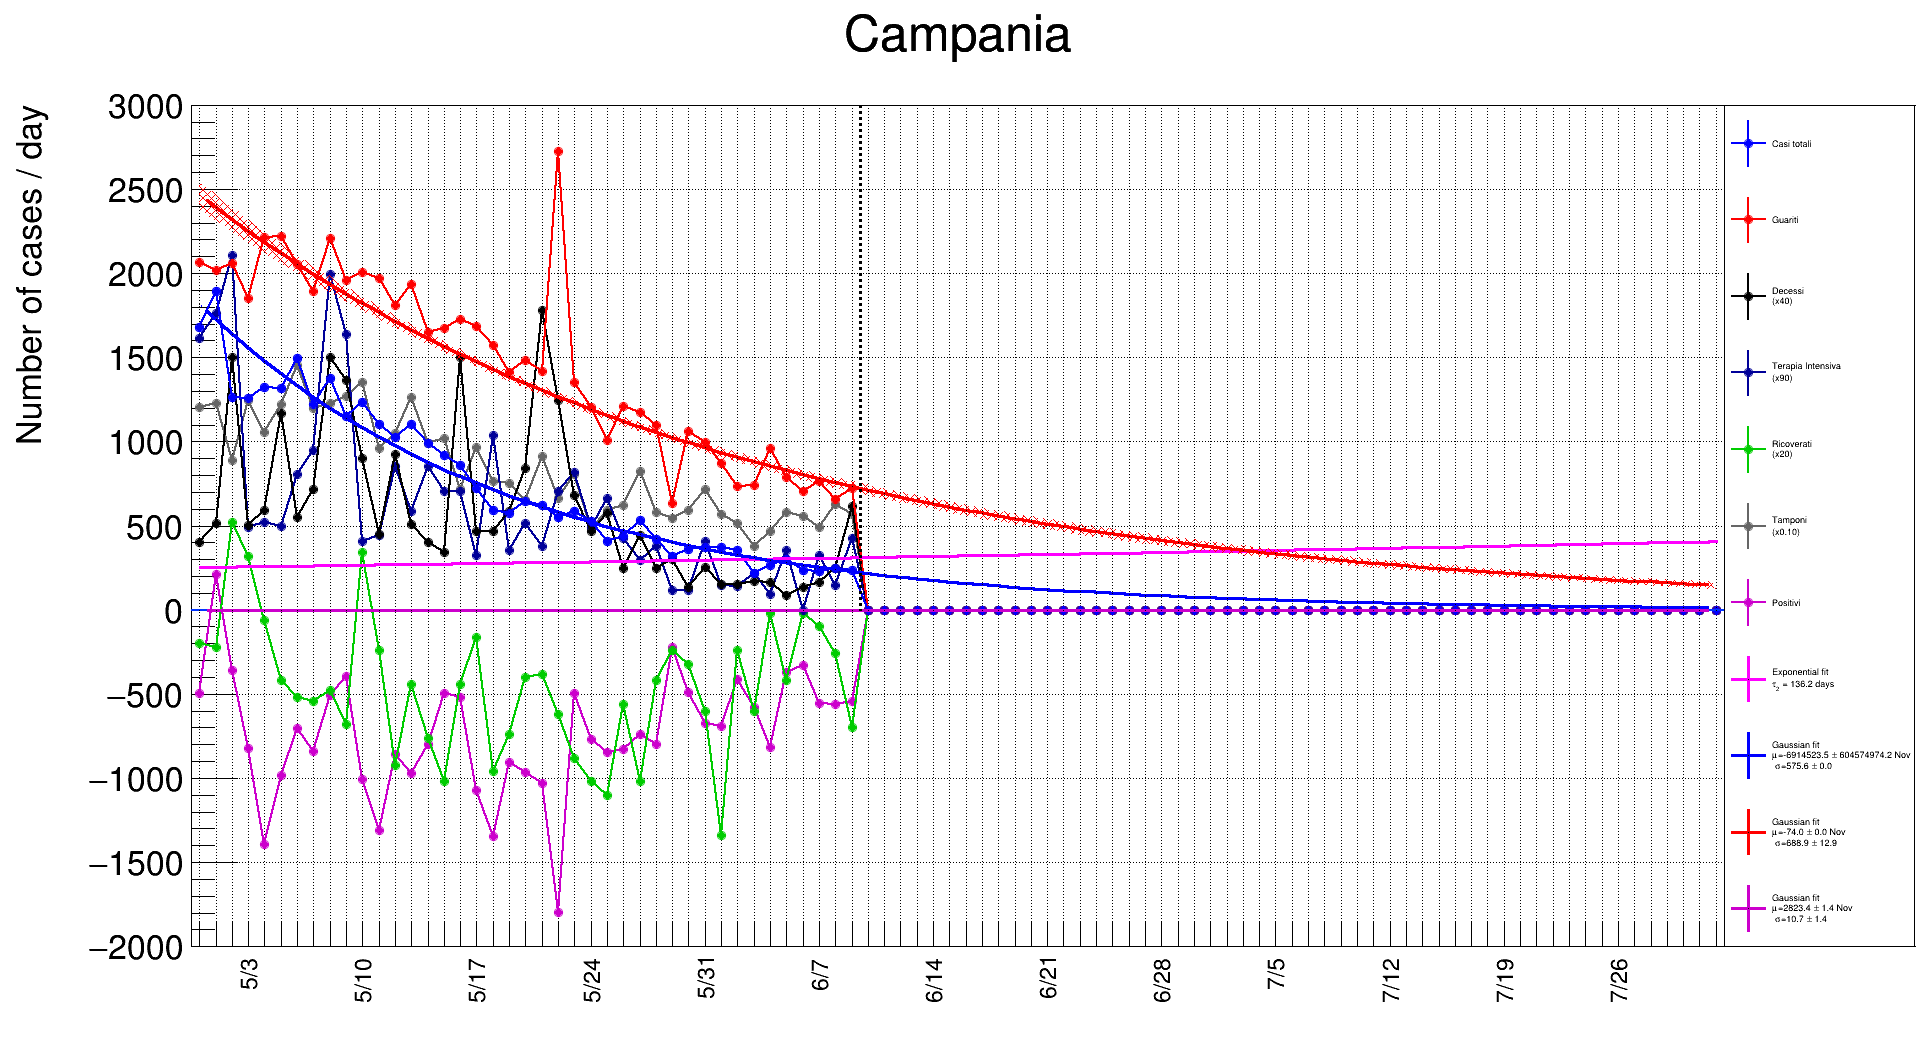 Campania
Number of cases / day
3000
2500
2000
1500
1000
500
0
−500
−1000
−1500
−2000
5/3
5/10
5/17
5/24
5/31
6/7
6/14
6/21
6/28
7/5
7/12
7/19
7/26
Casi totali
Guariti
Decessi
(x40)
Terapia Intensiva
(x90)
Ricoverati
(x20)
Tamponi
(x0.10)
Positivi
Exponential fit
τ2 = 136.2 days
Gaussian fit
μ=-6914523.5 ± 604574974.2 Nov
σ=575.6 ± 0.0
Gaussian fit
μ=-74.0 ± 0.0 Nov
σ=688.9 ± 12.9
Gaussian fit
μ=2823.4 ± 1.4 Nov
σ=10.7 ± 1.4